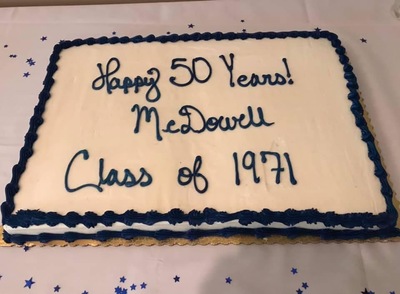 Happy 50 Years!
McDowell
Class of 1971